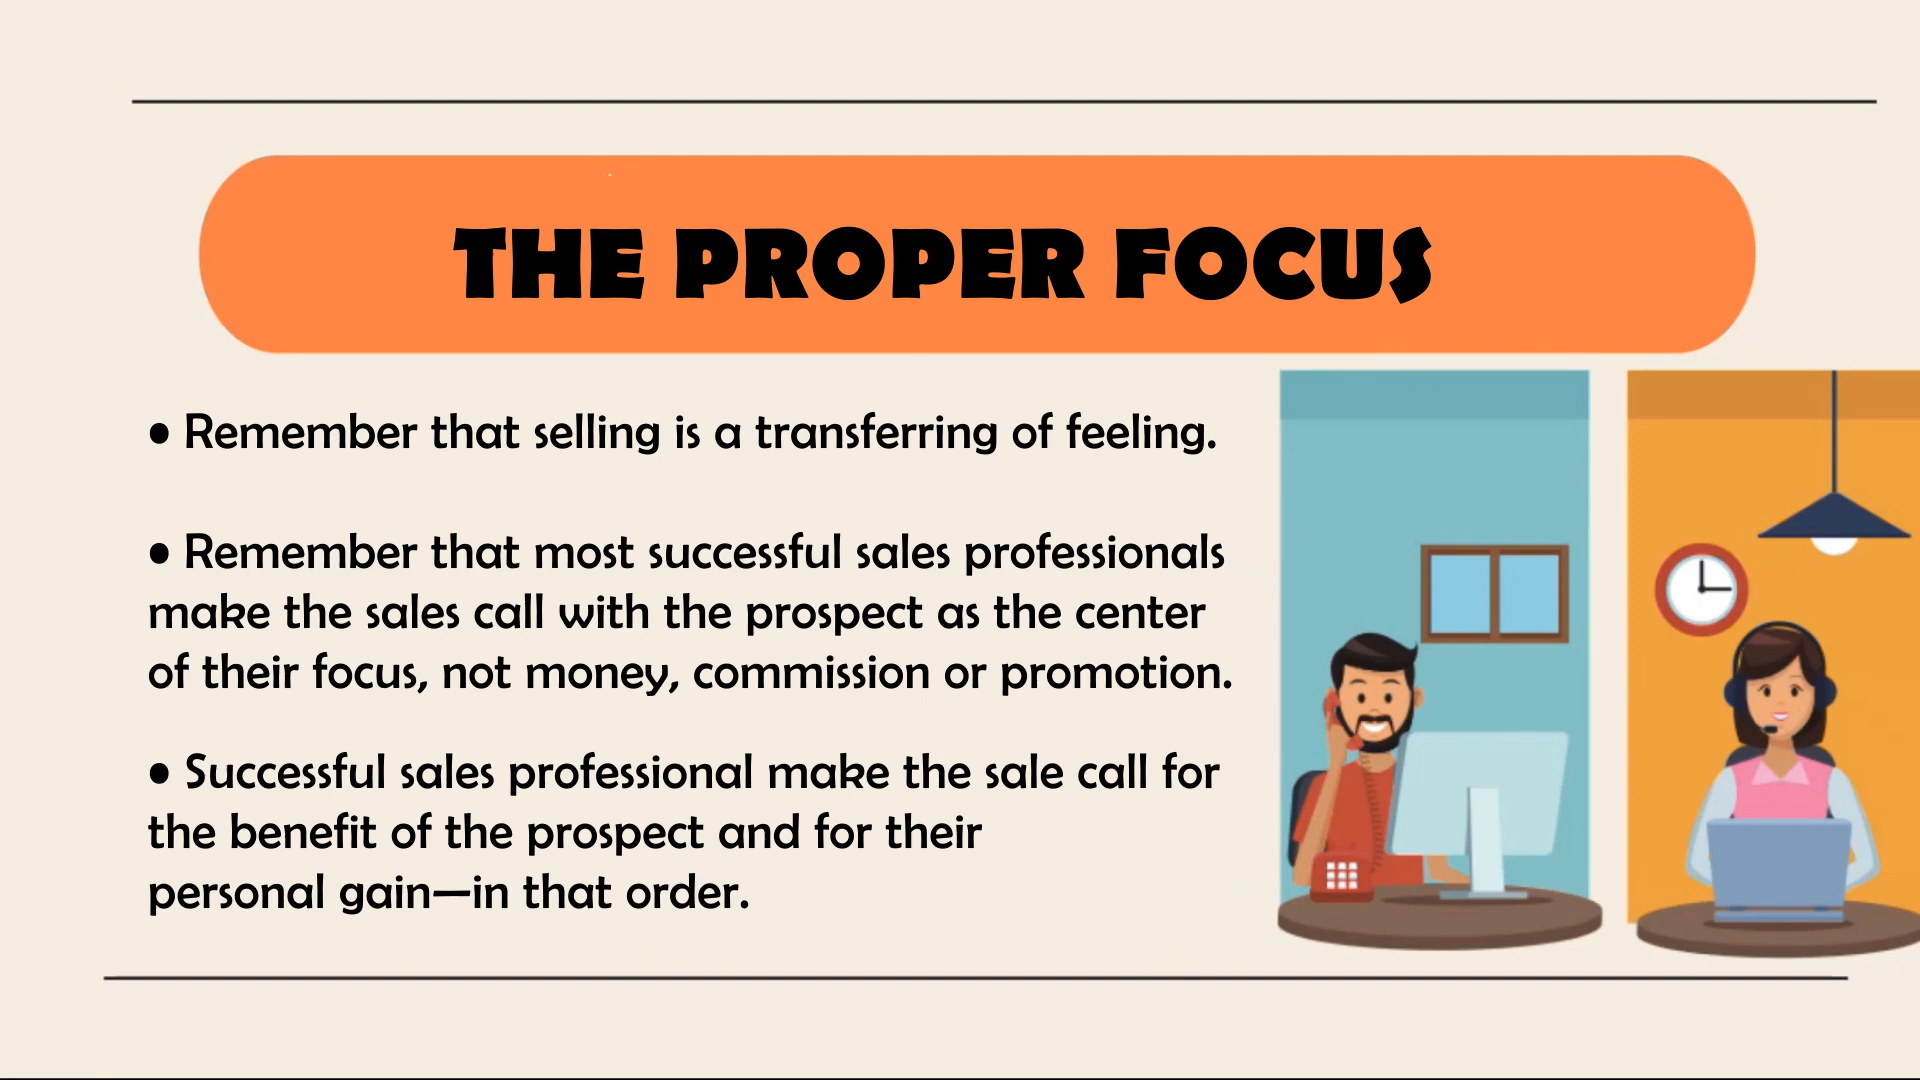 THE PROPER FOCUS
• Remember that selling is a transferring of feeling.
• Remember that most successful sales professionals
make the sales call with the prospect as the center
of their focus, not money, commission or promotion.
• Successful sales professional make the sale call for
the benefit of the prospect and for their
personal gain—in that order.